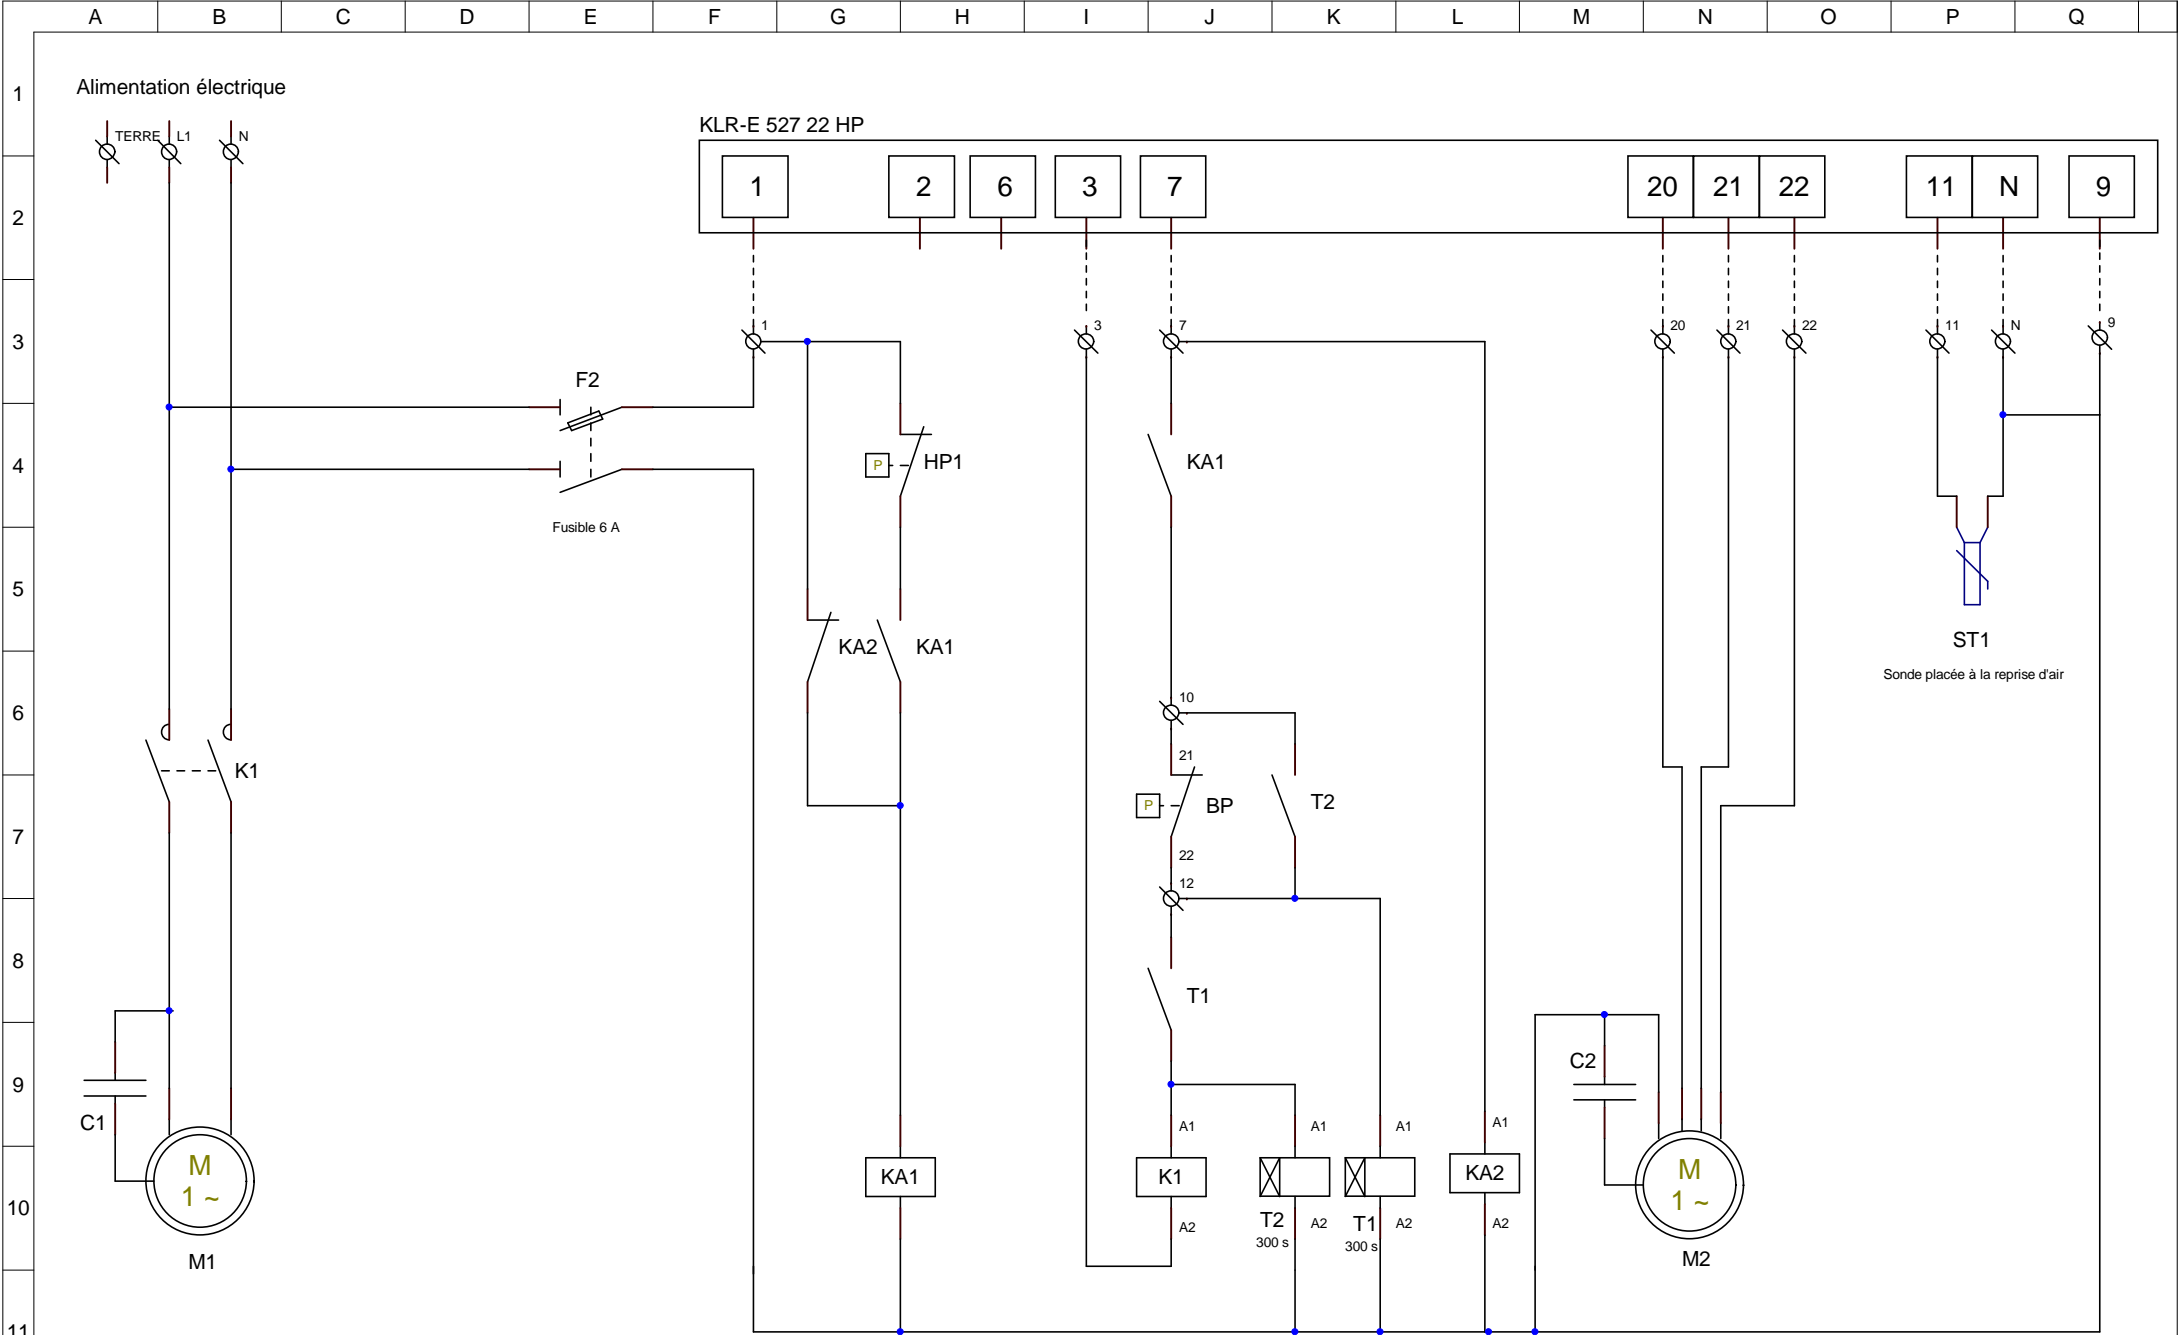 A B C D E F G H I J K L M N O P Q
1
Alimentation électrique
TERRE L1 N
KLR-E 527 22 HP
1 2 6 3 7 20 21 22 11 N 9
2
3
1 3 7 20 21 22 11 N 9
F2
4
P HP1 KA1
Fusible 6 A
5
KA2 KA1
ST1
Sonde placée à la reprise d'air
6
10
21
K1
P BP T2
7
22
12
8
T1
9
C2
C1
A1 A1 A1 A1
M
1 ~
KA1 K1 KA2
M
1 ~
10
T2 A2 T1 A2 A2
A2
300 s 300 s
M1
M2
11